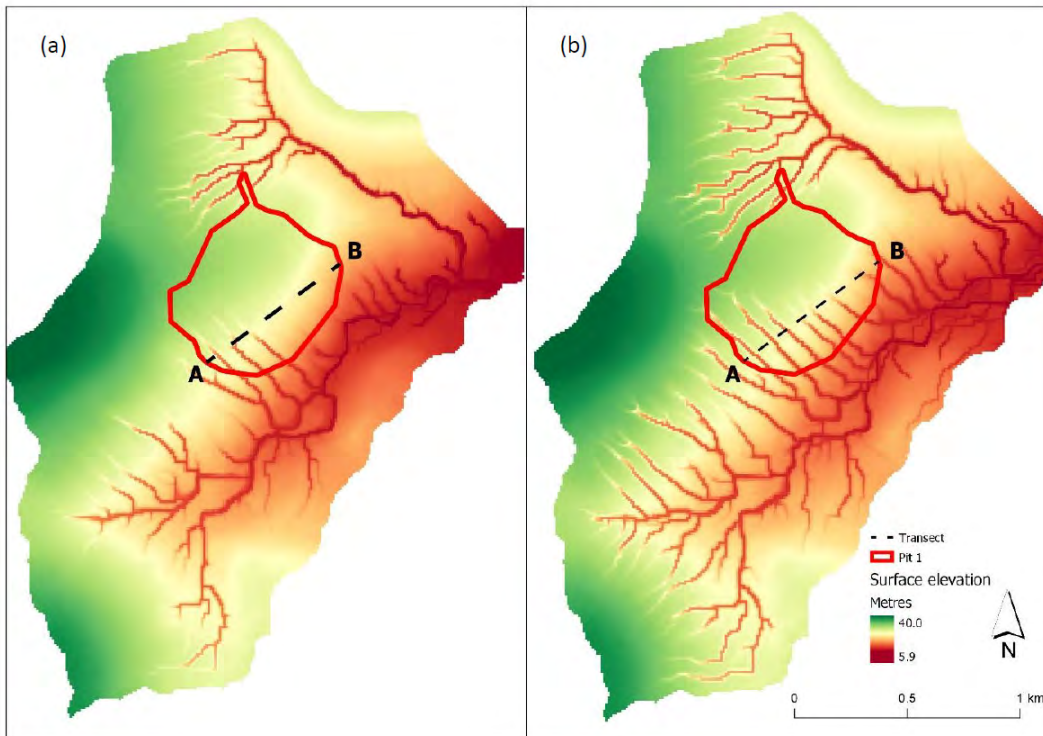 (a)
B
A
(b)
B
A
Transect
Pit 1
Surface elevation
Metres
40.0
5.9
N
0 0.5 1 km